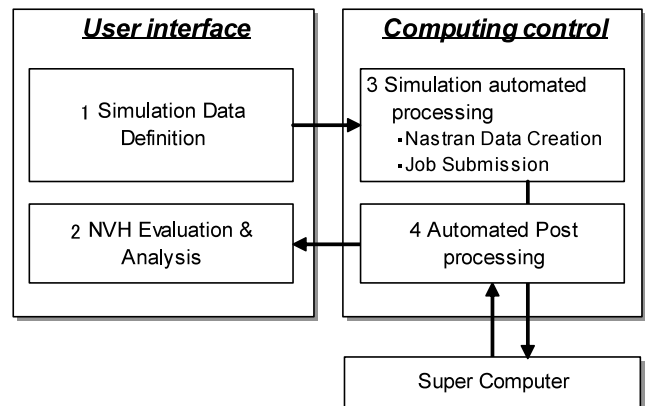 User interface
1 Simulation Data
Definition
2 NVH Evaluation &
Analysis
Computing control
3 Simulation automated
processing
・Nastran Data Creation
・Job Submission
4 Automated Post
processing
Super Computer